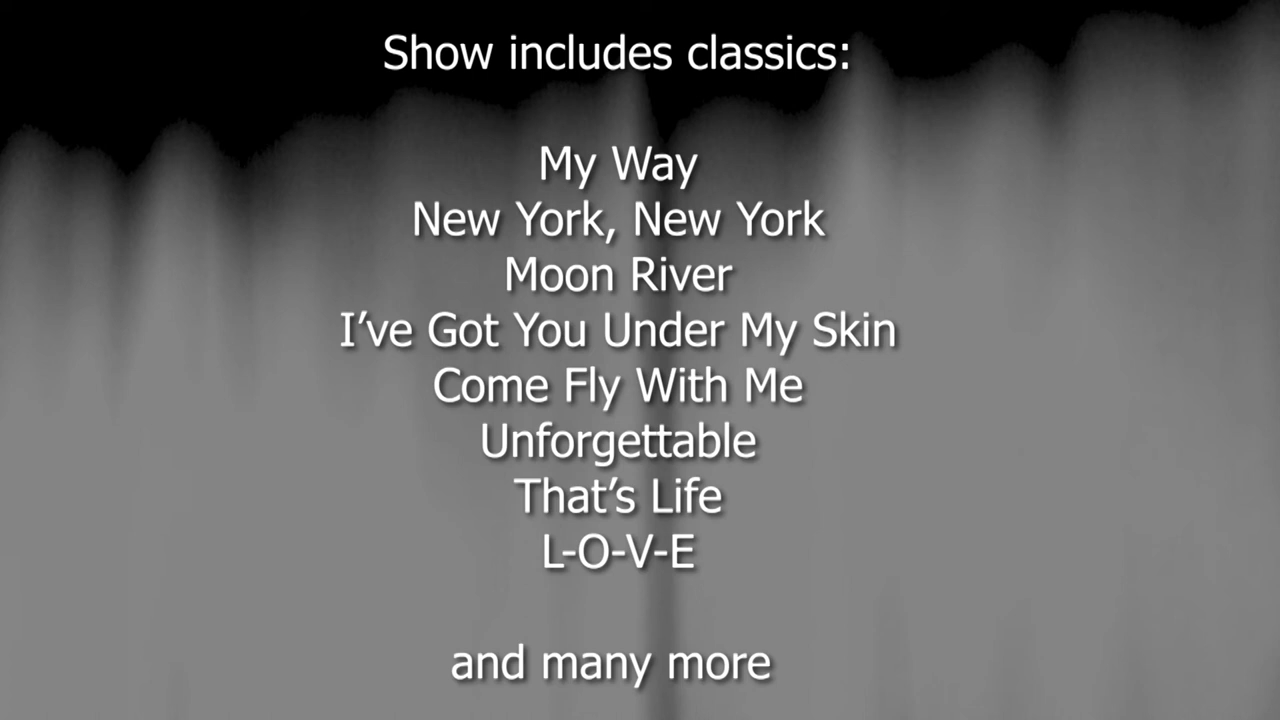 Show includes classics:
My Way
New York, New York
Moon River
I’ve Got You Under My Skin
Come Fly With Me
Unforgettable
That’s Life
L-O-V-E
and many more